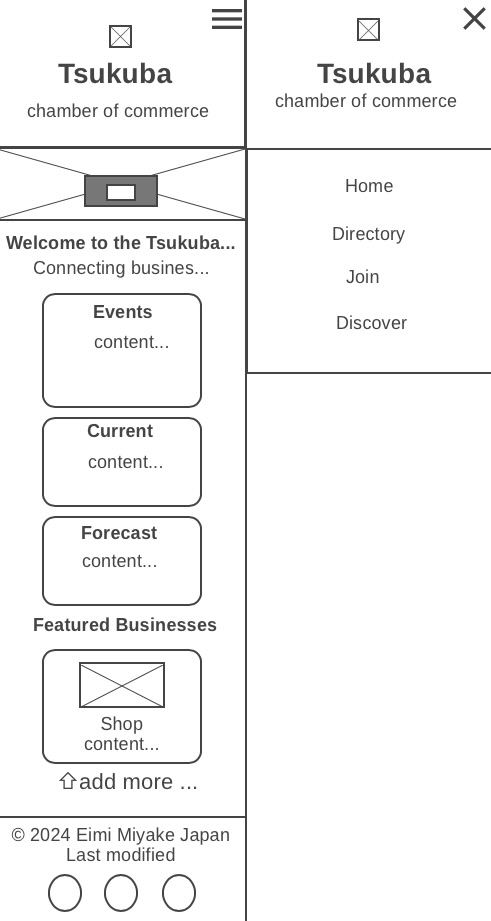 Tsukuba
chamber of commerce
Welcome to the Tsukuba...
Connecting busines...
Events
content...
Current
content...
Forecast
content...
Featured Businesses
Shop
content...
add more ...
© 2024 Eimi Miyake Japan
Last modified
Tsukuba
chamber of commerce
Home
Directory
Join
Discover